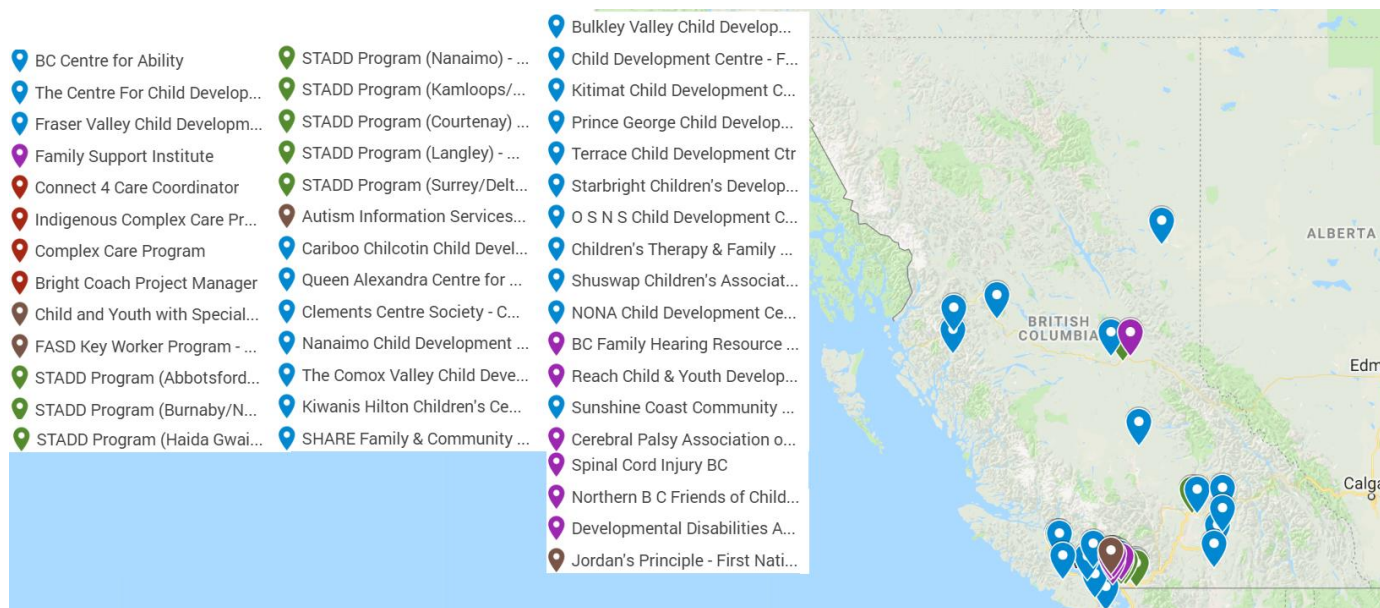 BC Centre for Ability
The Centre For Child Develop...
Fraser Valley Child Developm...
Family Support Institute
Connect 4 Care Coordinator
Indigenous Complex Care Pr...
Complex Care Program
Bright Coach Project Manager
Child and Youth with Special...
FASD Key Worker Program - ...
STADD Program (Abbotsford...
STADD Program (Burnaby/N...
STADD Program (Haida Gwai...
STADD Program (Nanaimo) - ...
STADD Program (Kamloops/...
STADD Program (Courtenay) ...
STADD Program (Langley) - ...
STADD Program (Surrey/Delt...
Autism Information Services...
Cariboo Chilcotin Child Devel...
Queen Alexandra Centre for ...
Clements Centre Society - C...
Nanaimo Child Development ...
The Comox Valley Child Deve...
Kiwanis Hilton Children's Ce...
SHARE Family & Community ...
Bulkley Valley Child Develop...
Child Development Centre - F...
Kitimat Child Development C...
Prince George Child Develop...
Terrace Child Development Ctr
Starbright Children's Develop...
O S N S Child Development C...
Children's Therapy & Family ...
Shuswap Children's Associat...
NONA Child Development Ce...
BC Family Hearing Resource ...
Reach Child & Youth Develop...
Sunshine Coast Community ...
Cerebral Palsy Association o...
Spinal Cord Injury BC
Northern B C Friends of Child...
Developmental Disabilities A...
Jordan's Principle - First Nati...
ALBERTA
BRITISH
COLUMBIA
Edm
Calga